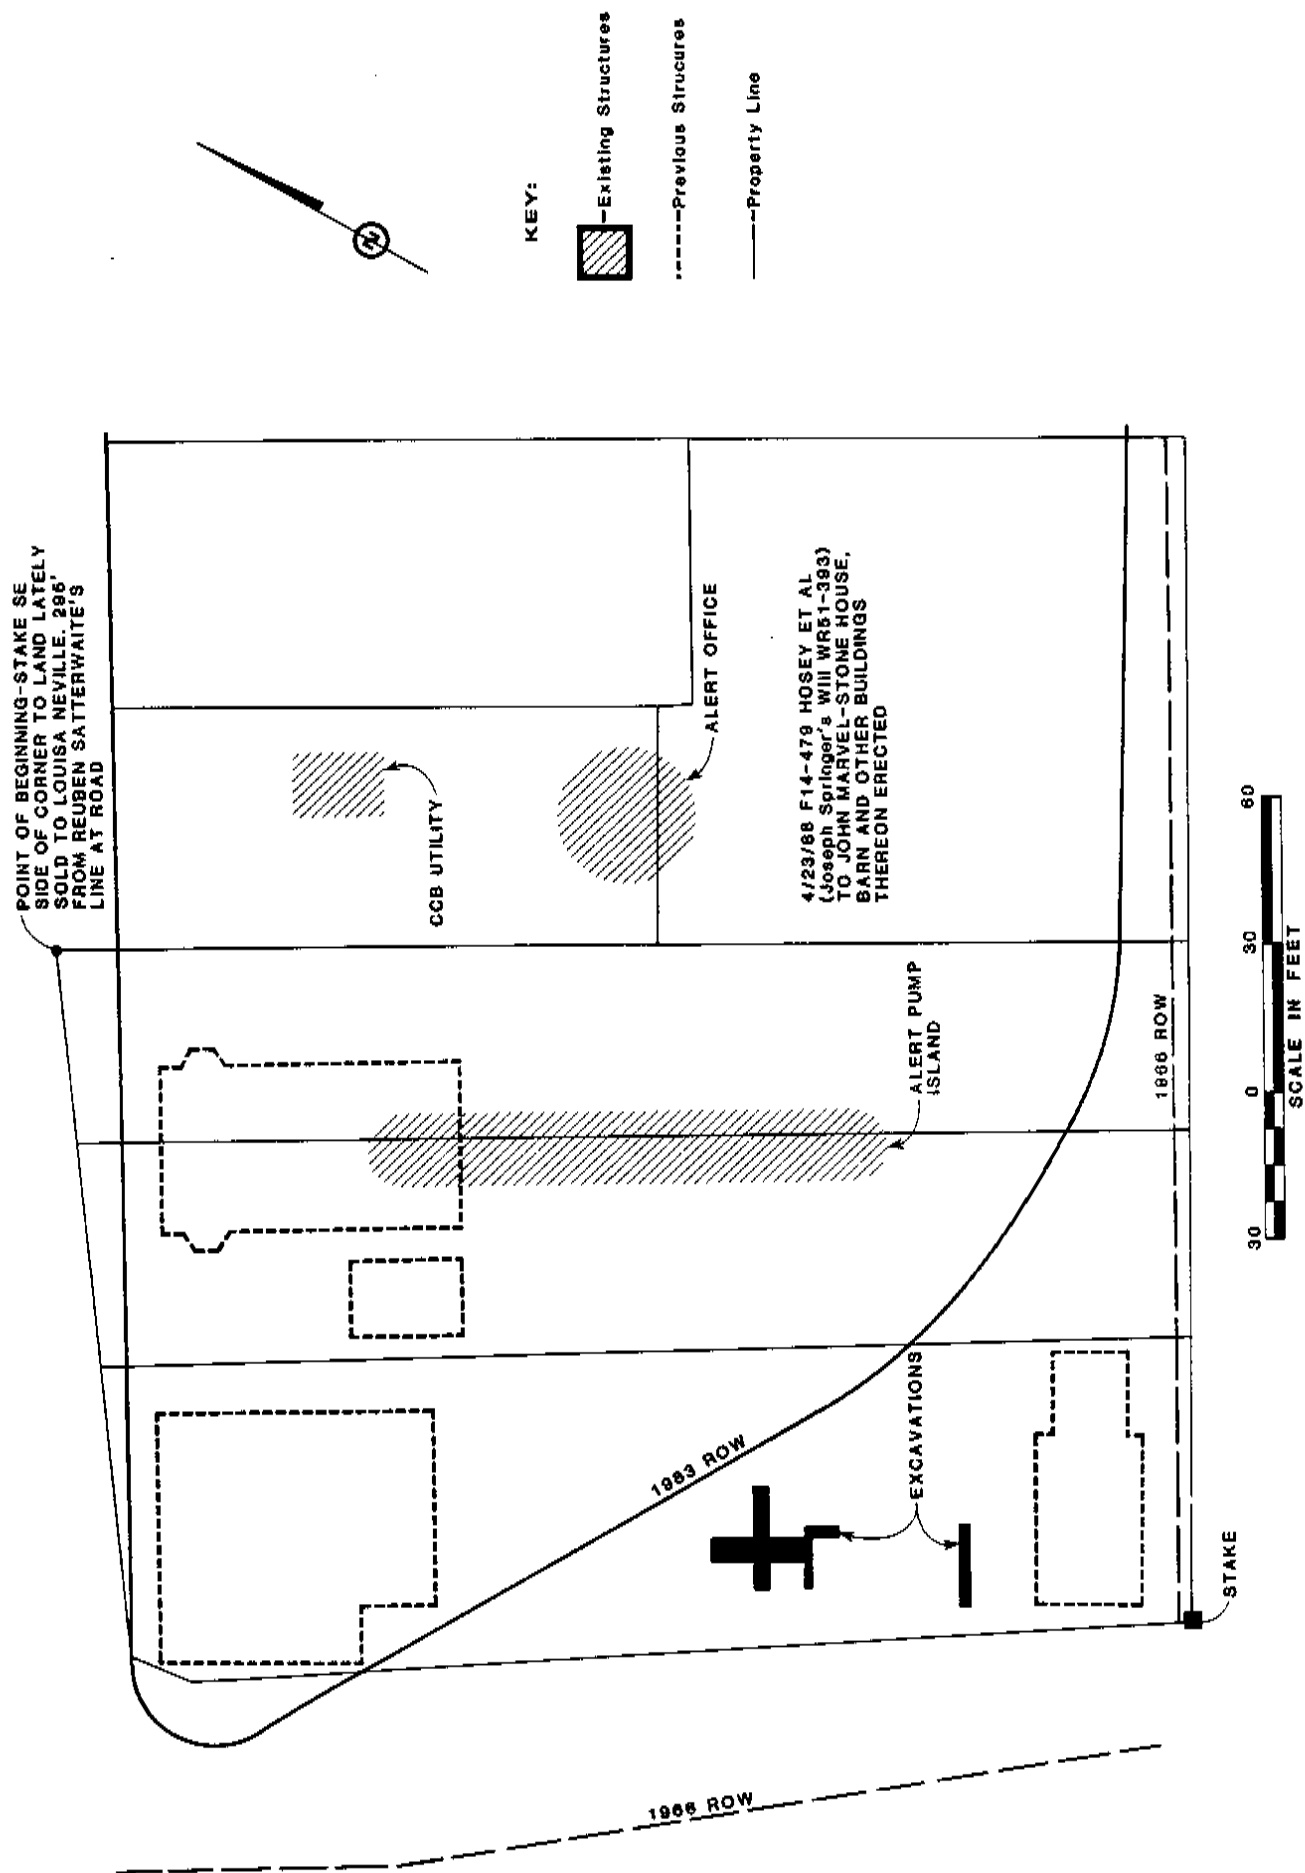 POINT OF BEGINNING-STAKE SE
SIDE OF CORNER TO LAND LATELY
SOLD TO LOUISA NEVILLE. 295'
FROM REUBEN SATTERWAITE'S
LINE AT ROAD
N
KEY:
Existing Structures
Previous Strucures
Property Line
CCB UTILITY
ALERT OFFICE
4/23/88 F14-479 HOSEY ET AL
(Joseph Springer's Will WR51-393)
TO JOHN MARVEL-STONE HOUSE,
BARN AND OTHER BUILDINGS
THEREON ERECTED
ALERT PUMP
ISLAND
1966 ROW
1983 ROW
EXCAVATIONS
STAKE
1966 ROW
30 0 30 60
SCALE IN FEET